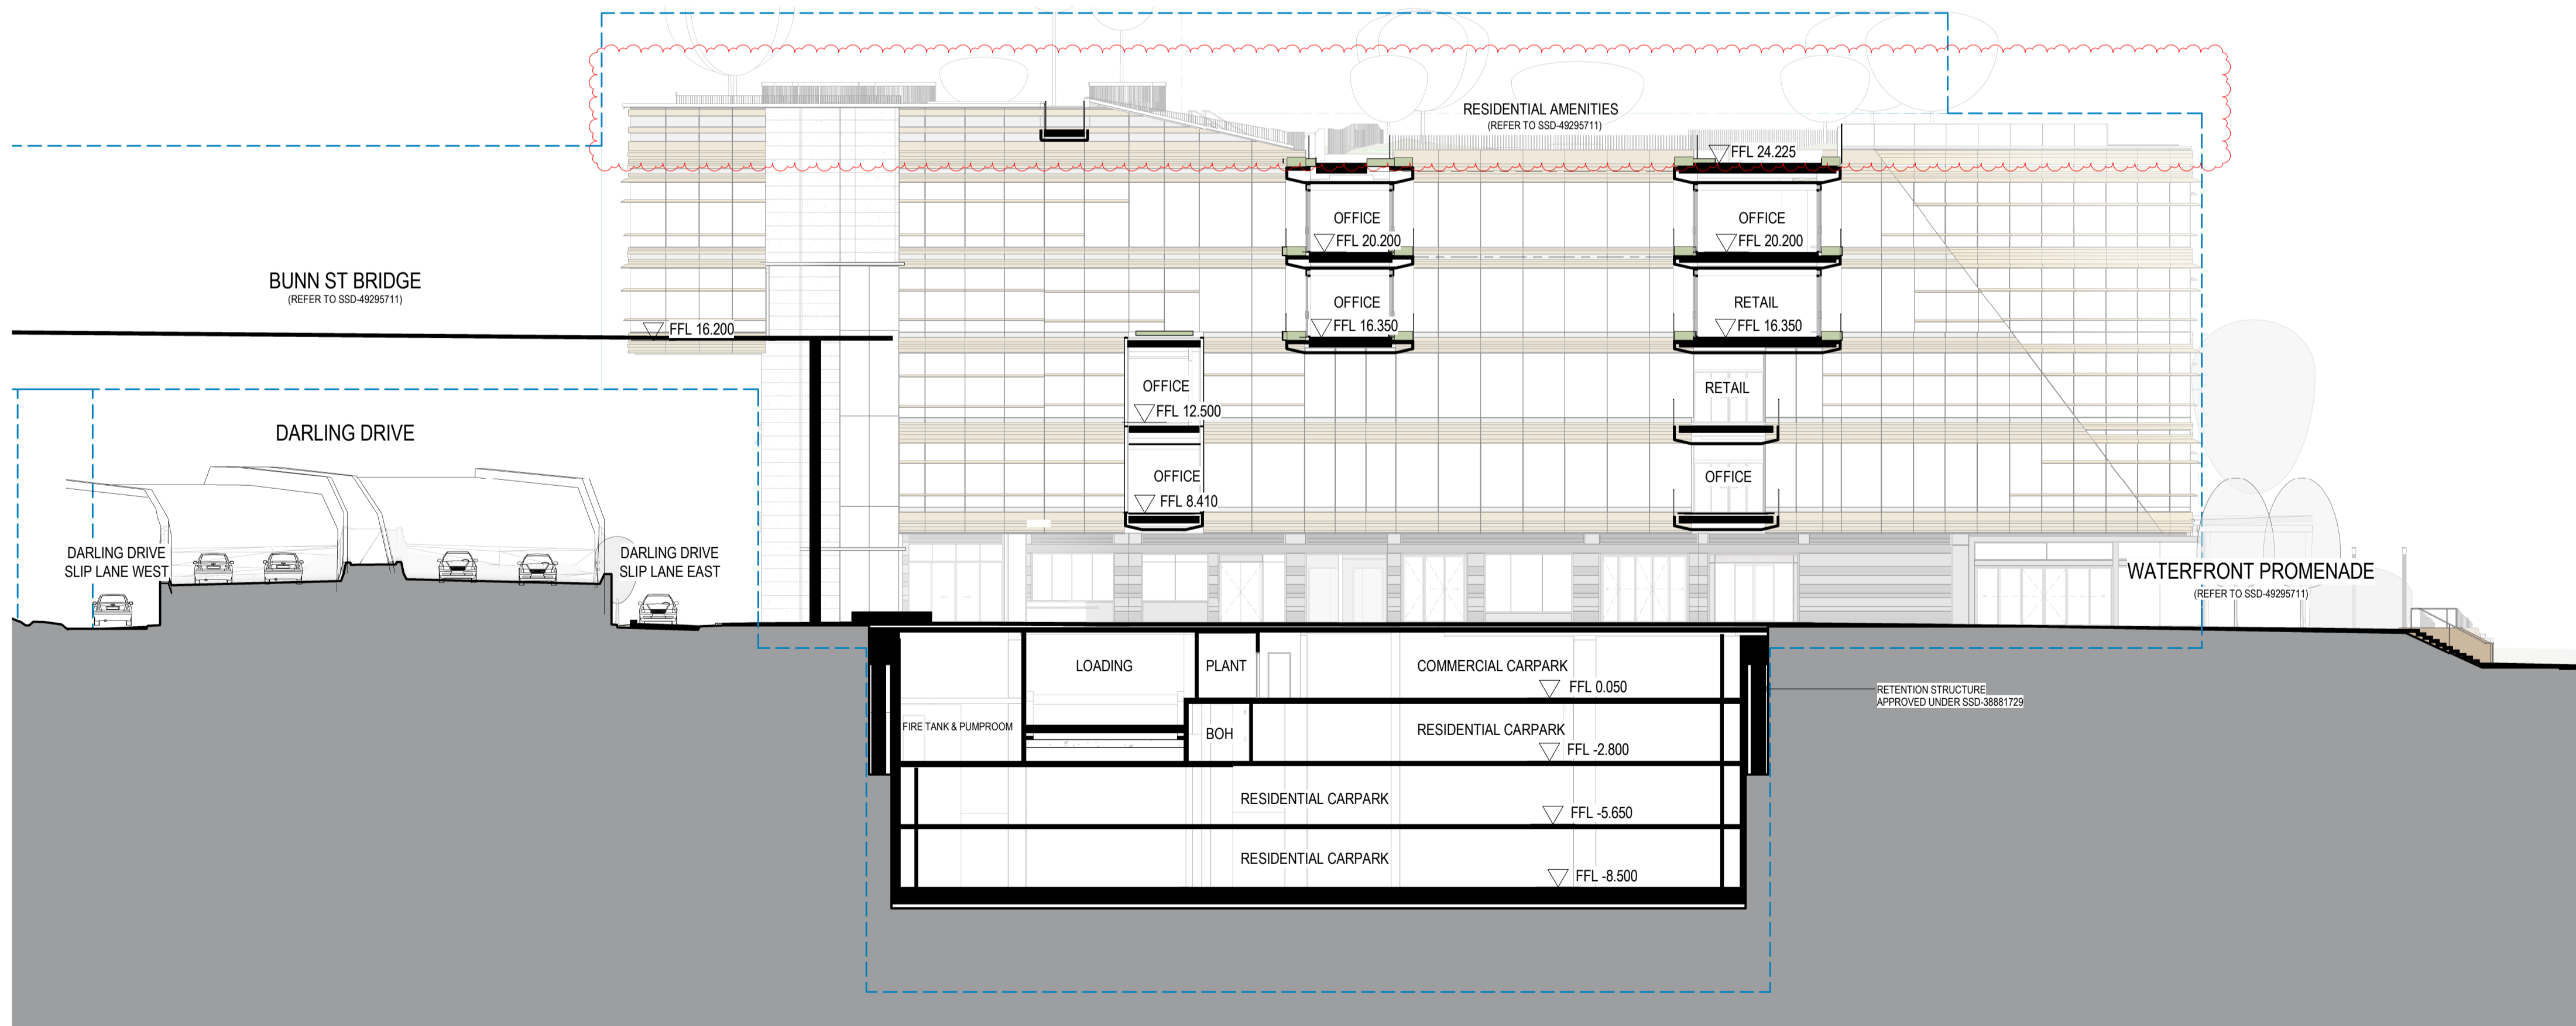 RESIDENTIAL AMENITIES
(REFER TO SSD-49295711)
FFL 24.225
OFFICE
FFL 20.200
OFFICE
FFL 20.200
BUNN ST BRIDGE
(REFER TO SSD-49295711)
OFFICE
FFL 16.350
RETAIL
FFL 16.350
FFL 16.200
OFFICE
FFL 12.500
RETAIL
DARLING DRIVE
OFFICE
FFL 8.410
OFFICE
DARLING DRIVE
SLIP LANE WEST
DARLING DRIVE
SLIP LANE EAST
WATERFRONT PROMENADE
(REFER TO SSD-49295711)
LOADING
PLANT
COMMERCIAL CARPARK
FFL 0.050
RETENTION STRUCTURE
APPROVED UNDER SSD-38881729
FIRE TANK & PUMPROOM
BOH
RESIDENTIAL CARPARK
FFL -2.800
RESIDENTIAL CARPARK
FFL -5.650
RESIDENTIAL CARPARK
FFL -8.500